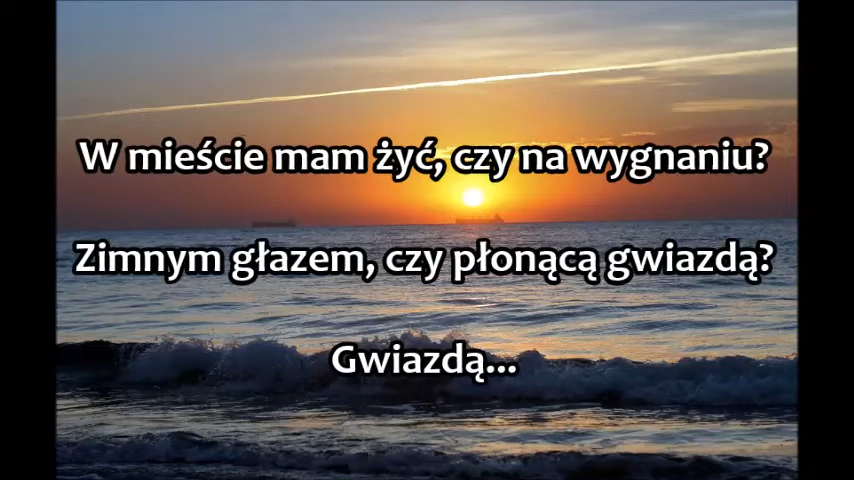 W mieście mam żyć, czy na wygnaniu?
Zimnym głazem, czy płonącą gwiazdą?
Gwiazdą...